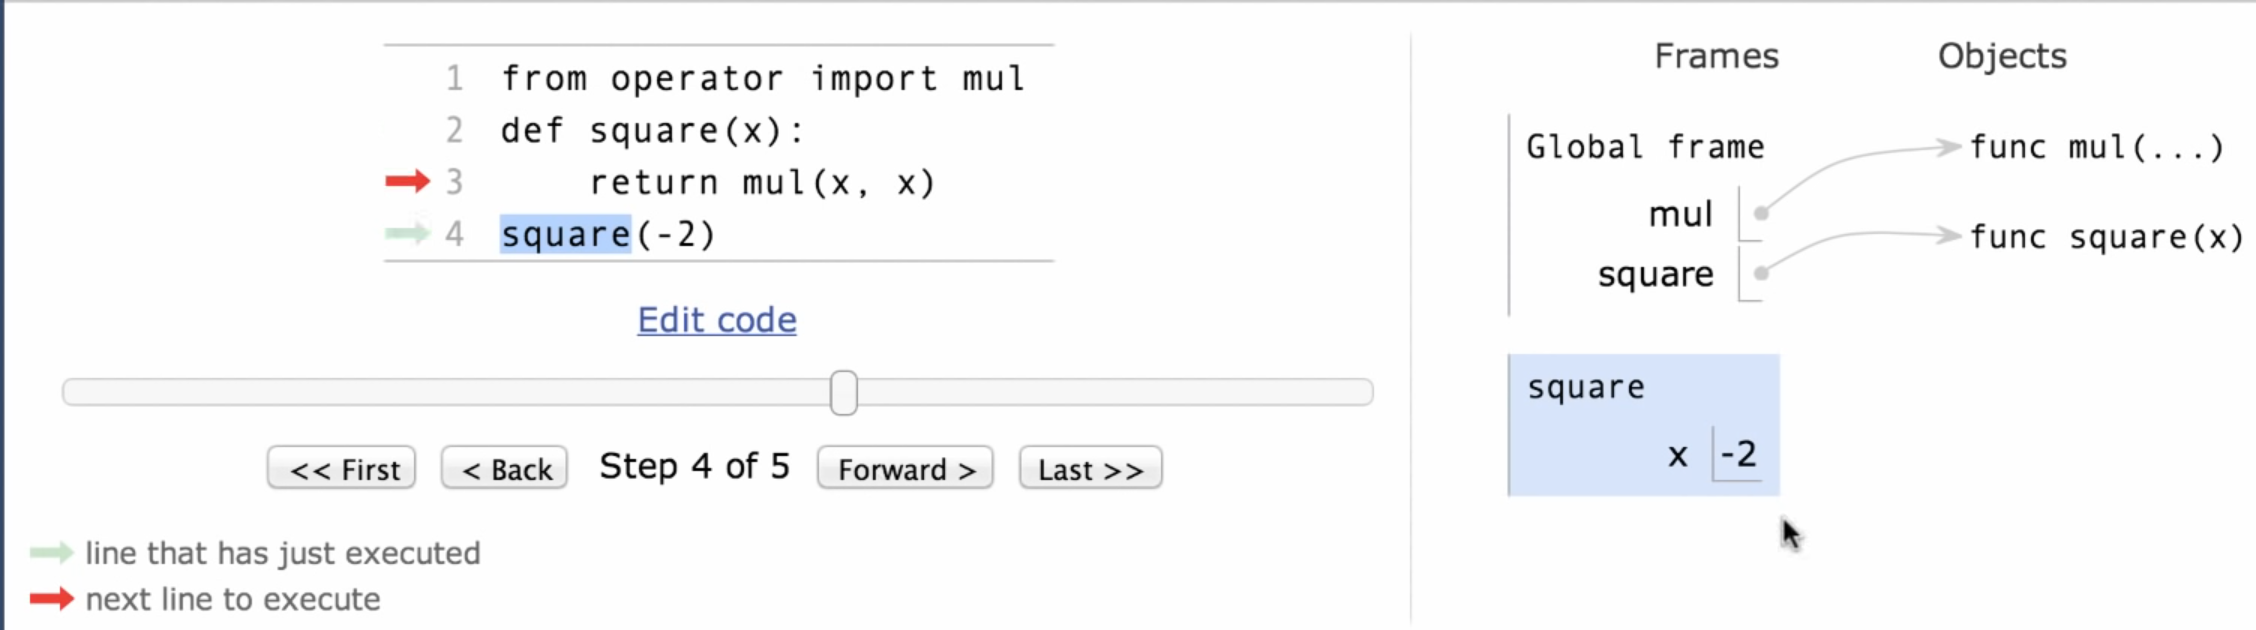 1 from operator import mul
2 def square(x):
3     return mul(x, x)
4 square(-2)
Edit code
<< First < Back Step 4 of 5 Forward > Last >>
line that has just executed
next line to execute
Frames Objects
Global frame func mul(...)
mul
square func square(x)
square
x -2